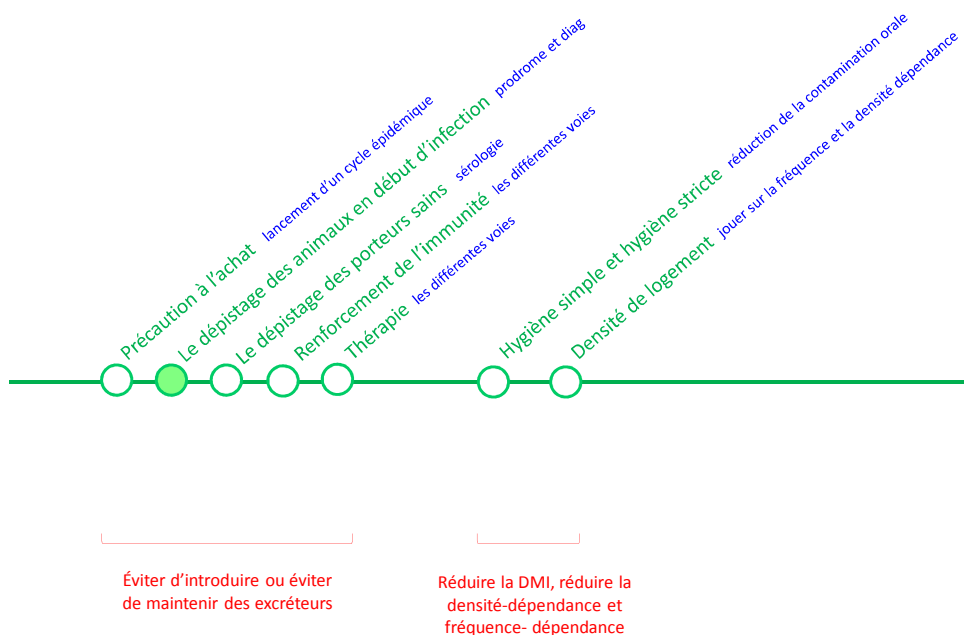 Précaution à l’achat lancement d’un cycle épidémique
Le dépistage des animaux en début d’infection prodrome et diag
Le dépistage des porteurs sains sérologie
Renforcement de l’immunité les différentes voies
Thérapie les différentes voies
Hygiène simple et hygiène stricte réduction de la contamination orale
Densité de logement jouer sur la fréquence et la densité dépendance
Éviter d’introduire ou éviter
de maintenir des excréteurs
Réduire la DMI, réduire la
densité-dépendance et
fréquence- dépendance